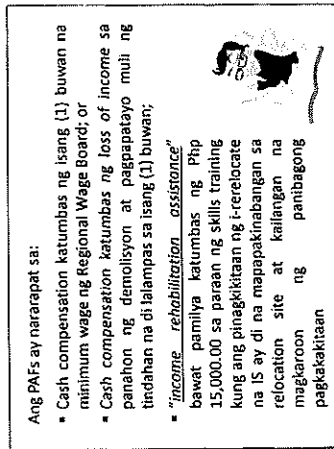 Ang PAFs ay nararapat sa:
▪ Cash compensation katumbas ng isang (1) buwan na
minimum wage ng Regional Wage Board; or
▪ Cash compensation katumbas ng loss of income sa
panahon ng demolisyon at pagpapatayo muli ng
tindahan na di lalampas sa isang (1) buwan;
▪ "income rehabilitation assistance"
bawat pamilya katumbas ng Php
15,000.00 sa paraan ng skills training
kung ang pinagkikitaan ng i-rerelocate
na IS ay di na mapapakinabangan sa
relocation site at kailangan na
magkaroon ng panibagong
pagkakakitaan